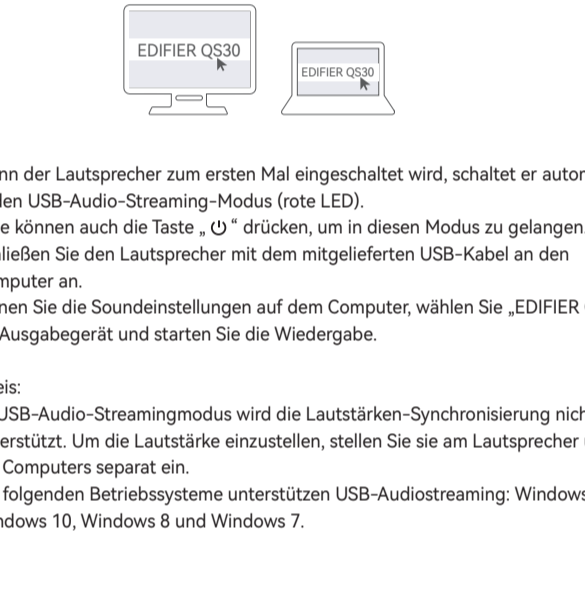 EDIFIER QS30
EDIFIER QS30
nn der Lautsprecher zum ersten Mal eingeschaltet wird, schaltet er autor
den USB-Audio-Streaming-Modus (rote LED).
e können auch die Taste „ ⏻ “ drücken, um in diesen Modus zu gelangen.
ließen Sie den Lautsprecher mit dem mitgelieferten USB-Kabel an den
mputer an.
nen Sie die Soundeinstellungen auf dem Computer, wählen Sie „EDIFIER
Ausgabegerät und starten Sie die Wiedergabe.
eis:
USB-Audio-Streamingmodus wird die Lautstärken-Synchronisierung nich
erstützt. Um die Lautstärke einzustellen, stellen Sie sie am Lautsprecher
Computers separat ein.
folgenden Betriebssysteme unterstützen USB-Audiostreaming: Windows
ndows 10, Windows 8 und Windows 7.